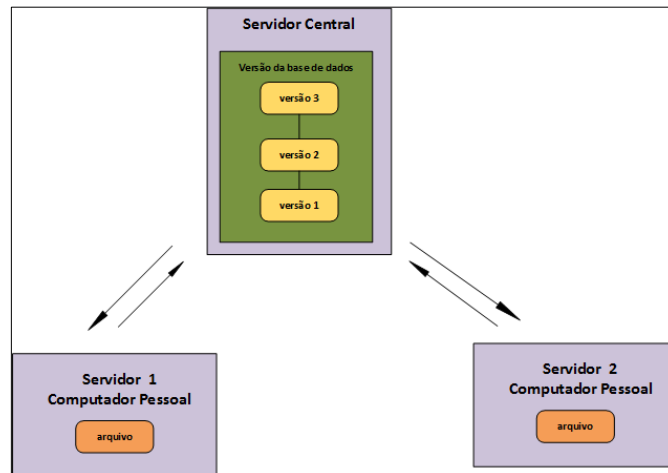 Servidor Central
Versão da base de dados
versão 3
versão 2
versão 1
Servidor 1
Computador Pessoal
arquivo
Servidor 2
Computador Pessoal
arquivo